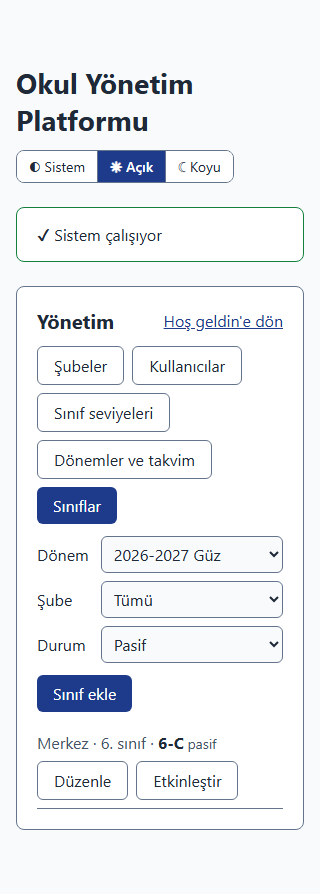 Okul Yönetim
Platformu
Sistem Açık Koyu
✓ Sistem çalışıyor
Yönetim Hoş geldin'e dön
Şubeler Kullanıcılar
Sınıf seviyeleri
Dönemler ve takvim
Sınıflar
Dönem 2026-2027 Güz
Şube Tümü
Durum Pasif
Sınıf ekle
Merkez · 6. sınıf · 6-C pasif
Düzenle Etkinleştir